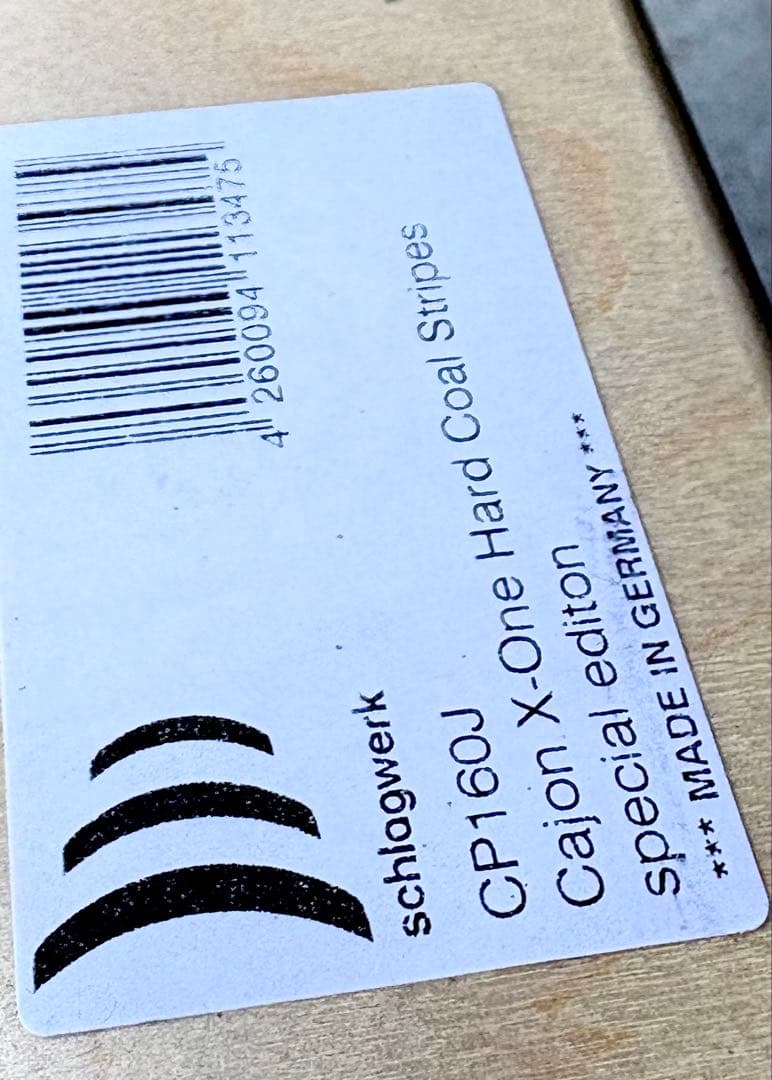 4 260094 113475
schlagwerk
CP160J
Cajon X-One Hard Coal Stripes
special editon
*** MADE IN GERMANY ***